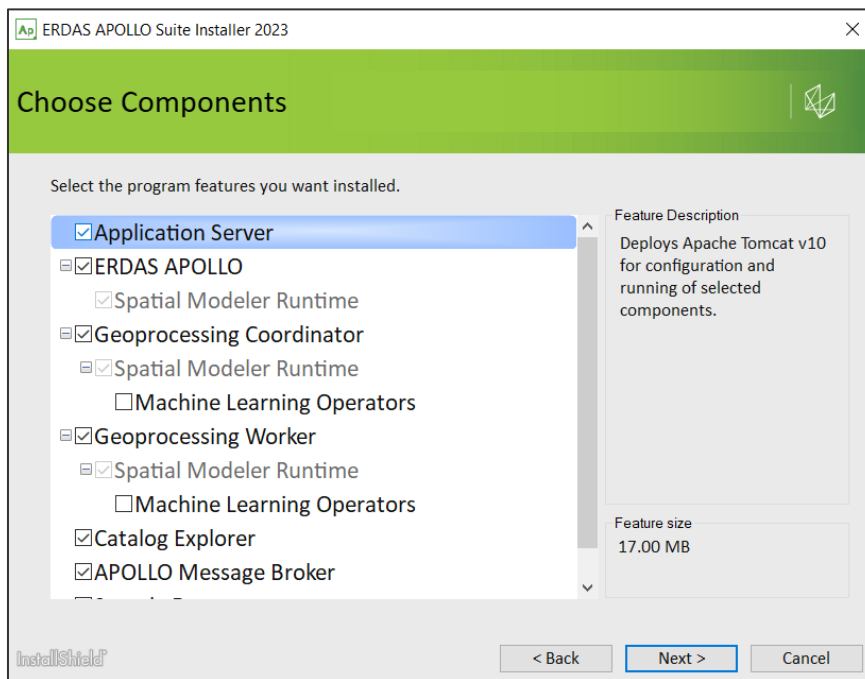 Ap ERDAS APOLLO Suite Installer 2023
Choose Components
Select the program features you want installed.
Application Server
ERDAS APOLLO
Spatial Modeler Runtime
Geoprocessing Coordinator
Spatial Modeler Runtime
Machine Learning Operators
Geoprocessing Worker
Spatial Modeler Runtime
Machine Learning Operators
Catalog Explorer
APOLLO Message Broker
Feature Description
Deploys Apache Tomcat v10
for configuration and
running of selected
components.
Feature size
17.00 MB
InstallShield
< Back
Next >
Cancel